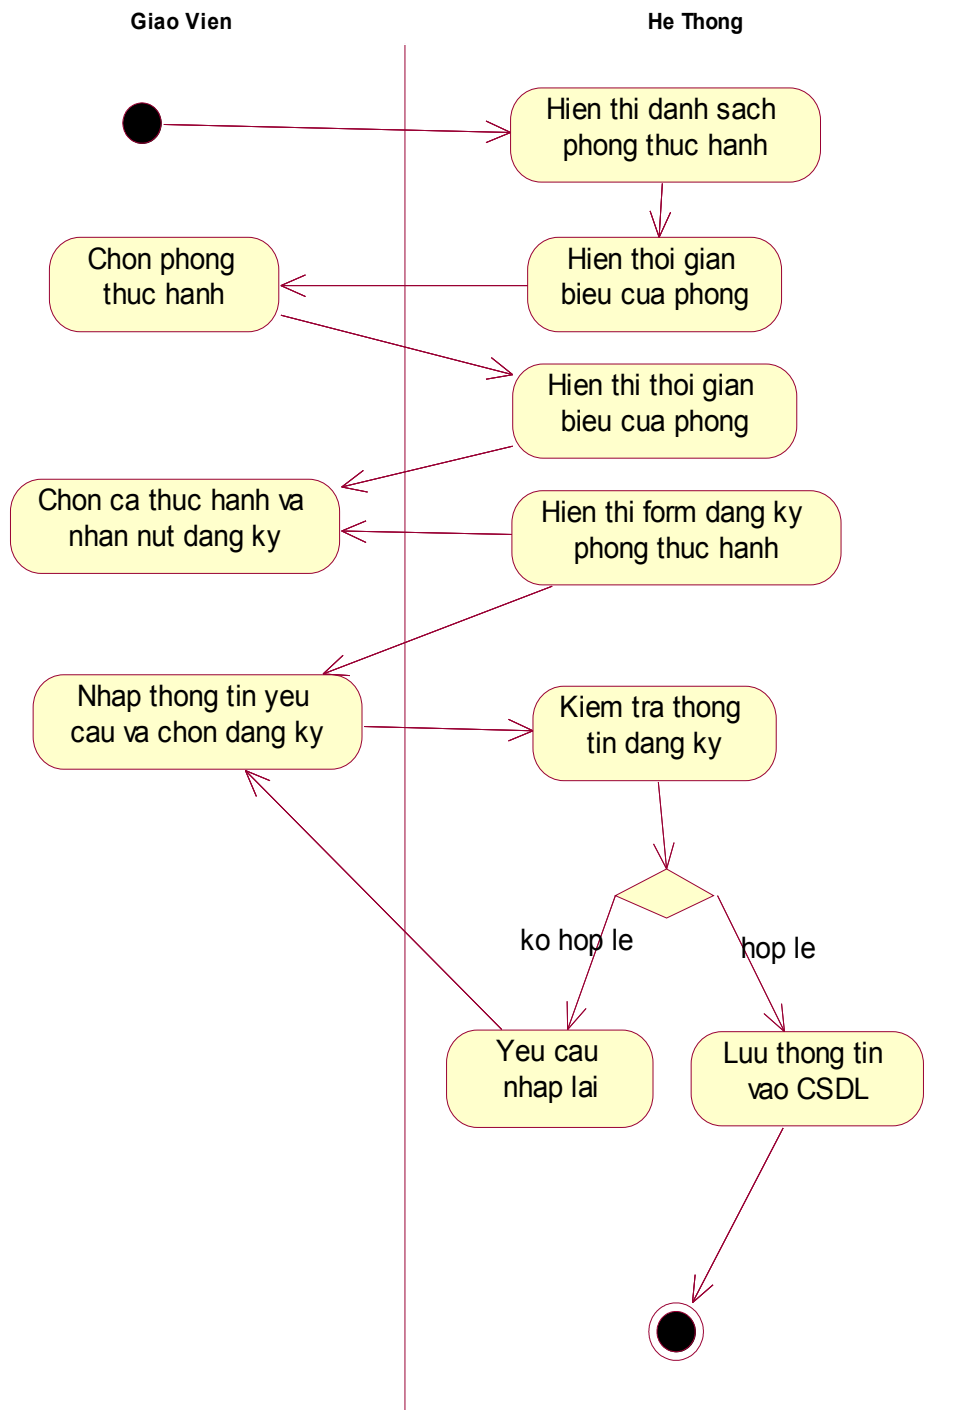 Giao Vien
He Thong
Hien thi danh sach
phong thuc hanh
Chon phong
thuc hanh
Hien thoi gian
bieu cua phong
Hien thi thoi gian
bieu cua phong
Chon ca thuc hanh va
nhan nut dang ky
Hien thi form dang ky
phong thuc hanh
Nhap thong tin yeu
cau va chon dang ky
Kiem tra thong
tin dang ky
ko hop le
hop le
Yeu cau
nhap lai
Luu thong tin
vao CSDL